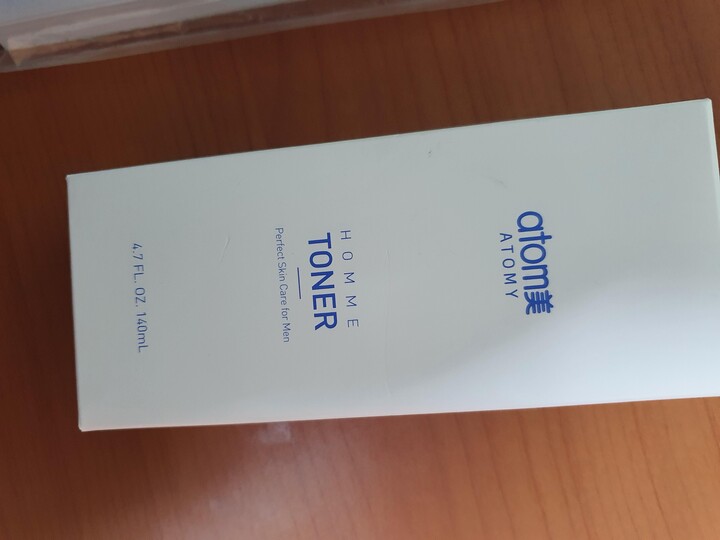 atom美
ATOMY
HOMME
TONER
Perfect Skin Care for Men
4.7 FL. OZ. 140mL